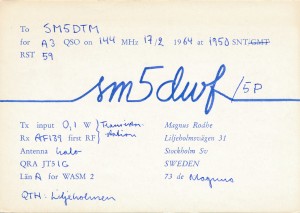 To SM5DTM
for A3 QSO on 144 MHz 17/2 1964 at 1950 SNT/GMT
RST 59
sm5dwf/5P
Tx input 0,1 W Transistor-
Rx AF139 first RF station
Antenna halo
QRA JT51G
Län A for WASM 2
QTH: Liljeholmen
Magnus Rodhe
Liljeholmsvägen 31
Stockholm Sv
SWEDEN
73 de Magnus